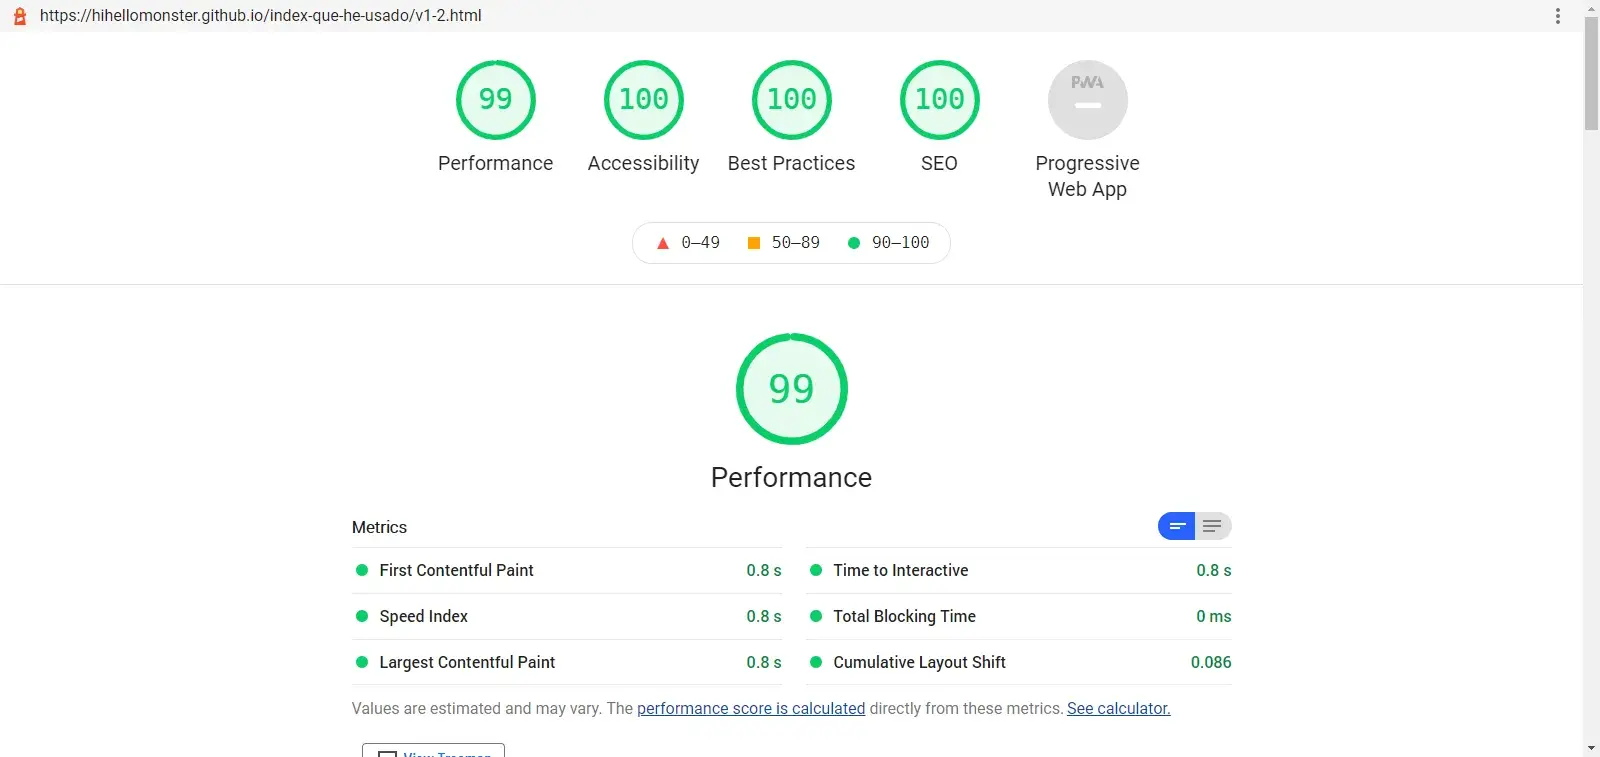 https://hihellomonster.github.io/index-que-he-usado/v1-2.html
99
100
100
100
PWA
Performance
Accessibility
Best Practices
SEO
Progressive
Web App
0–49
50–89
90–100
99
Performance
Metrics
First Contentful Paint
0.8 s
Time to Interactive
0.8 s
Speed Index
0.8 s
Total Blocking Time
0 ms
Largest Contentful Paint
0.8 s
Cumulative Layout Shift
0.086
Values are estimated and may vary. The performance score is calculated directly from these metrics. See calculator.
View Treemap